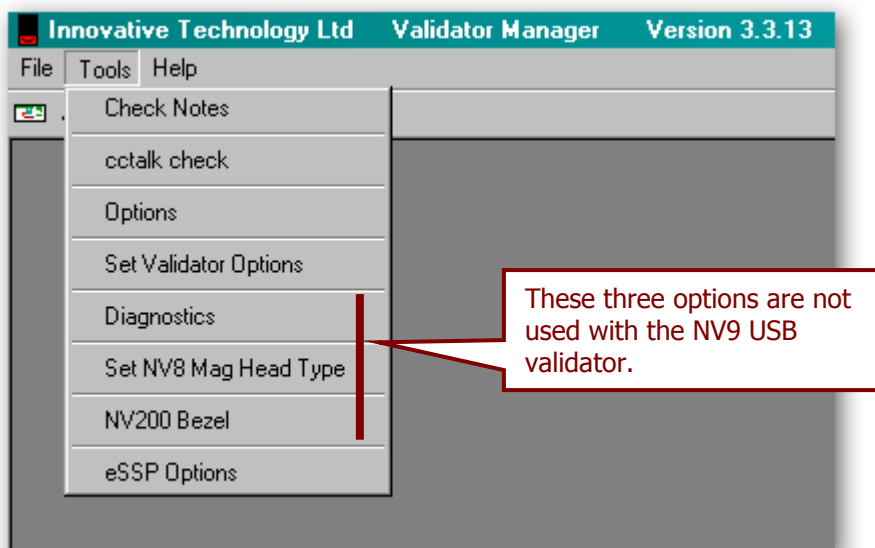 Innovative Technology Ltd Validator Manager Version 3.3.13
File Tools Help
Check Notes
cctalk check
Options
Set Validator Options
Diagnostics
Set NV8 Mag Head Type
NV200 Bezel
eSSP Options
These three options are not
used with the NV9 USB
validator.